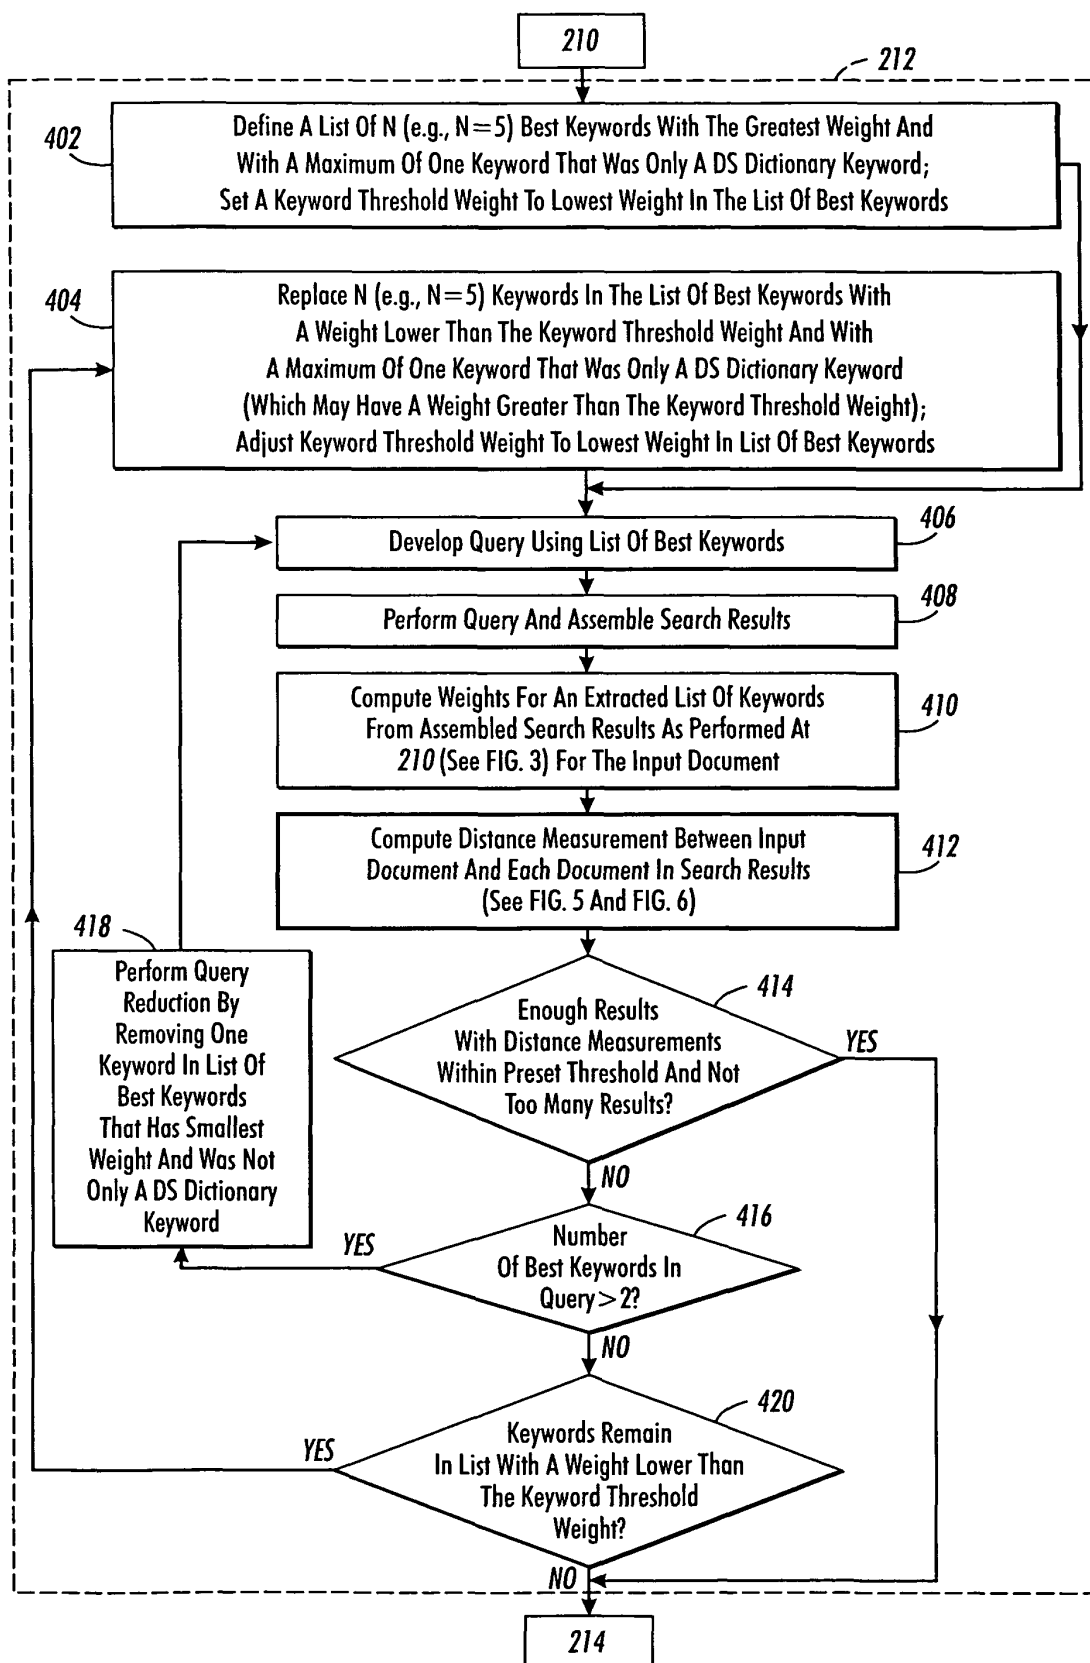 210
212
402
Define A List Of N (e.g., N=5) Best Keywords With The Greatest Weight And
With A Maximum Of One Keyword That Was Only A DS Dictionary Keyword;
Set A Keyword Threshold Weight To Lowest Weight In The List Of Best Keywords
404
Replace N (e.g., N=5) Keywords In The List Of Best Keywords With
A Weight Lower Than The Keyword Threshold Weight And With
A Maximum Of One Keyword That Was Only A DS Dictionary Keyword
(Which May Have A Weight Greater Than The Keyword Threshold Weight);
Adjust Keyword Threshold Weight To Lowest Weight In List Of Best Keywords
406
Develop Query Using List Of Best Keywords
408
Perform Query And Assemble Search Results
410
Compute Weights For An Extracted List Of Keywords
From Assembled Search Results As Performed At
210 (See FIG. 3) For The Input Document
412
Compute Distance Measurement Between Input
Document And Each Document In Search Results
(See FIG. 5 And FIG. 6)
418
Perform Query
Reduction By
Removing One
Keyword In List Of
Best Keywords
That Has Smallest
Weight And Was Not
Only A DS Dictionary
Keyword
414
Enough Results
With Distance Measurements
Within Preset Threshold And Not
Too Many Results?
YES
NO
416
Number
Of Best Keywords In
Query>2?
YES
NO
420
Keywords Remain
In List With A Weight Lower Than
The Keyword Threshold
Weight?
YES
NO
214